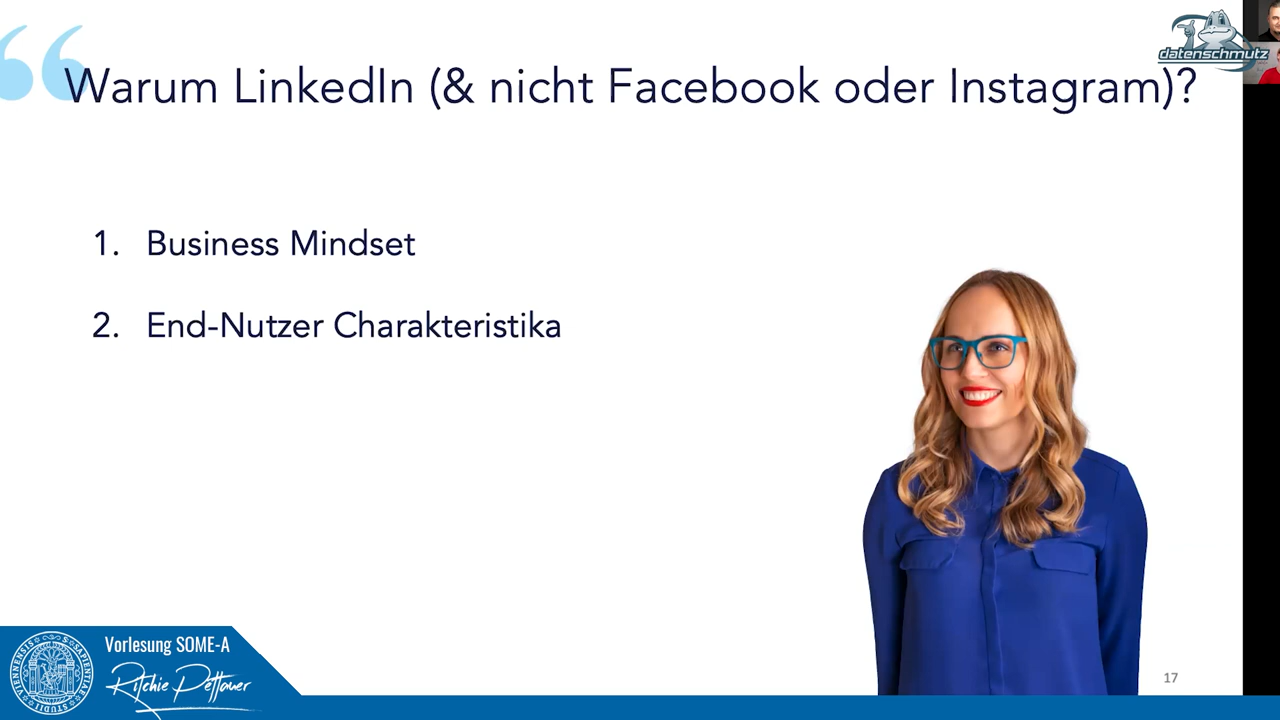 datenschmutz
Warum LinkedIn (& nicht Facebook oder Instagram)?
1. Business Mindset
2. End-Nutzer Charakteristika
Vorlesung SOME-A
Ritchie Pettauer
17